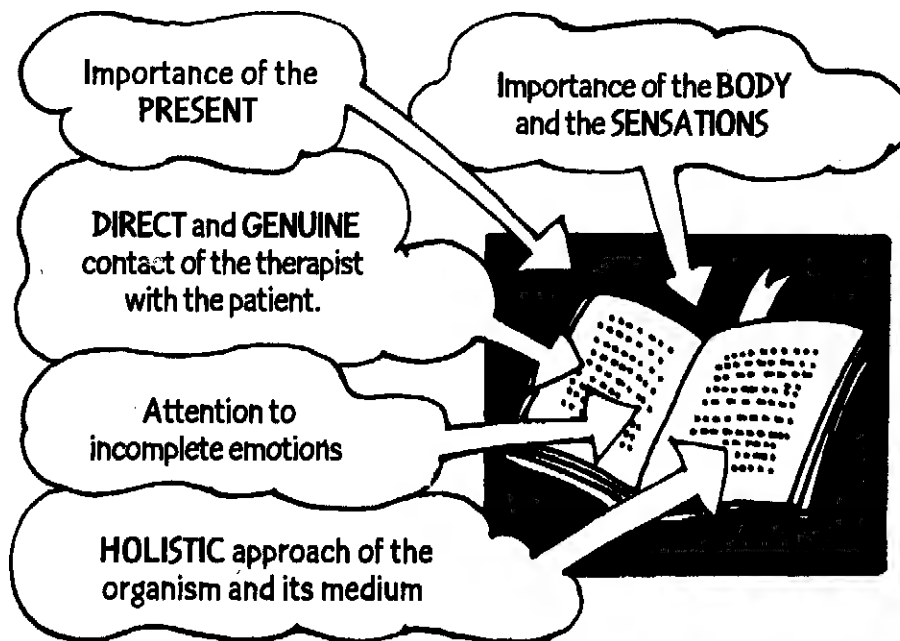 Importance of the
PRESENT
Importance of the BODY
and the SENSATIONS
DIRECT and GENUINE
contact of the therapist
with the patient.
Attention to
incomplete emotions
HOLISTIC approach of the
organism and its medium